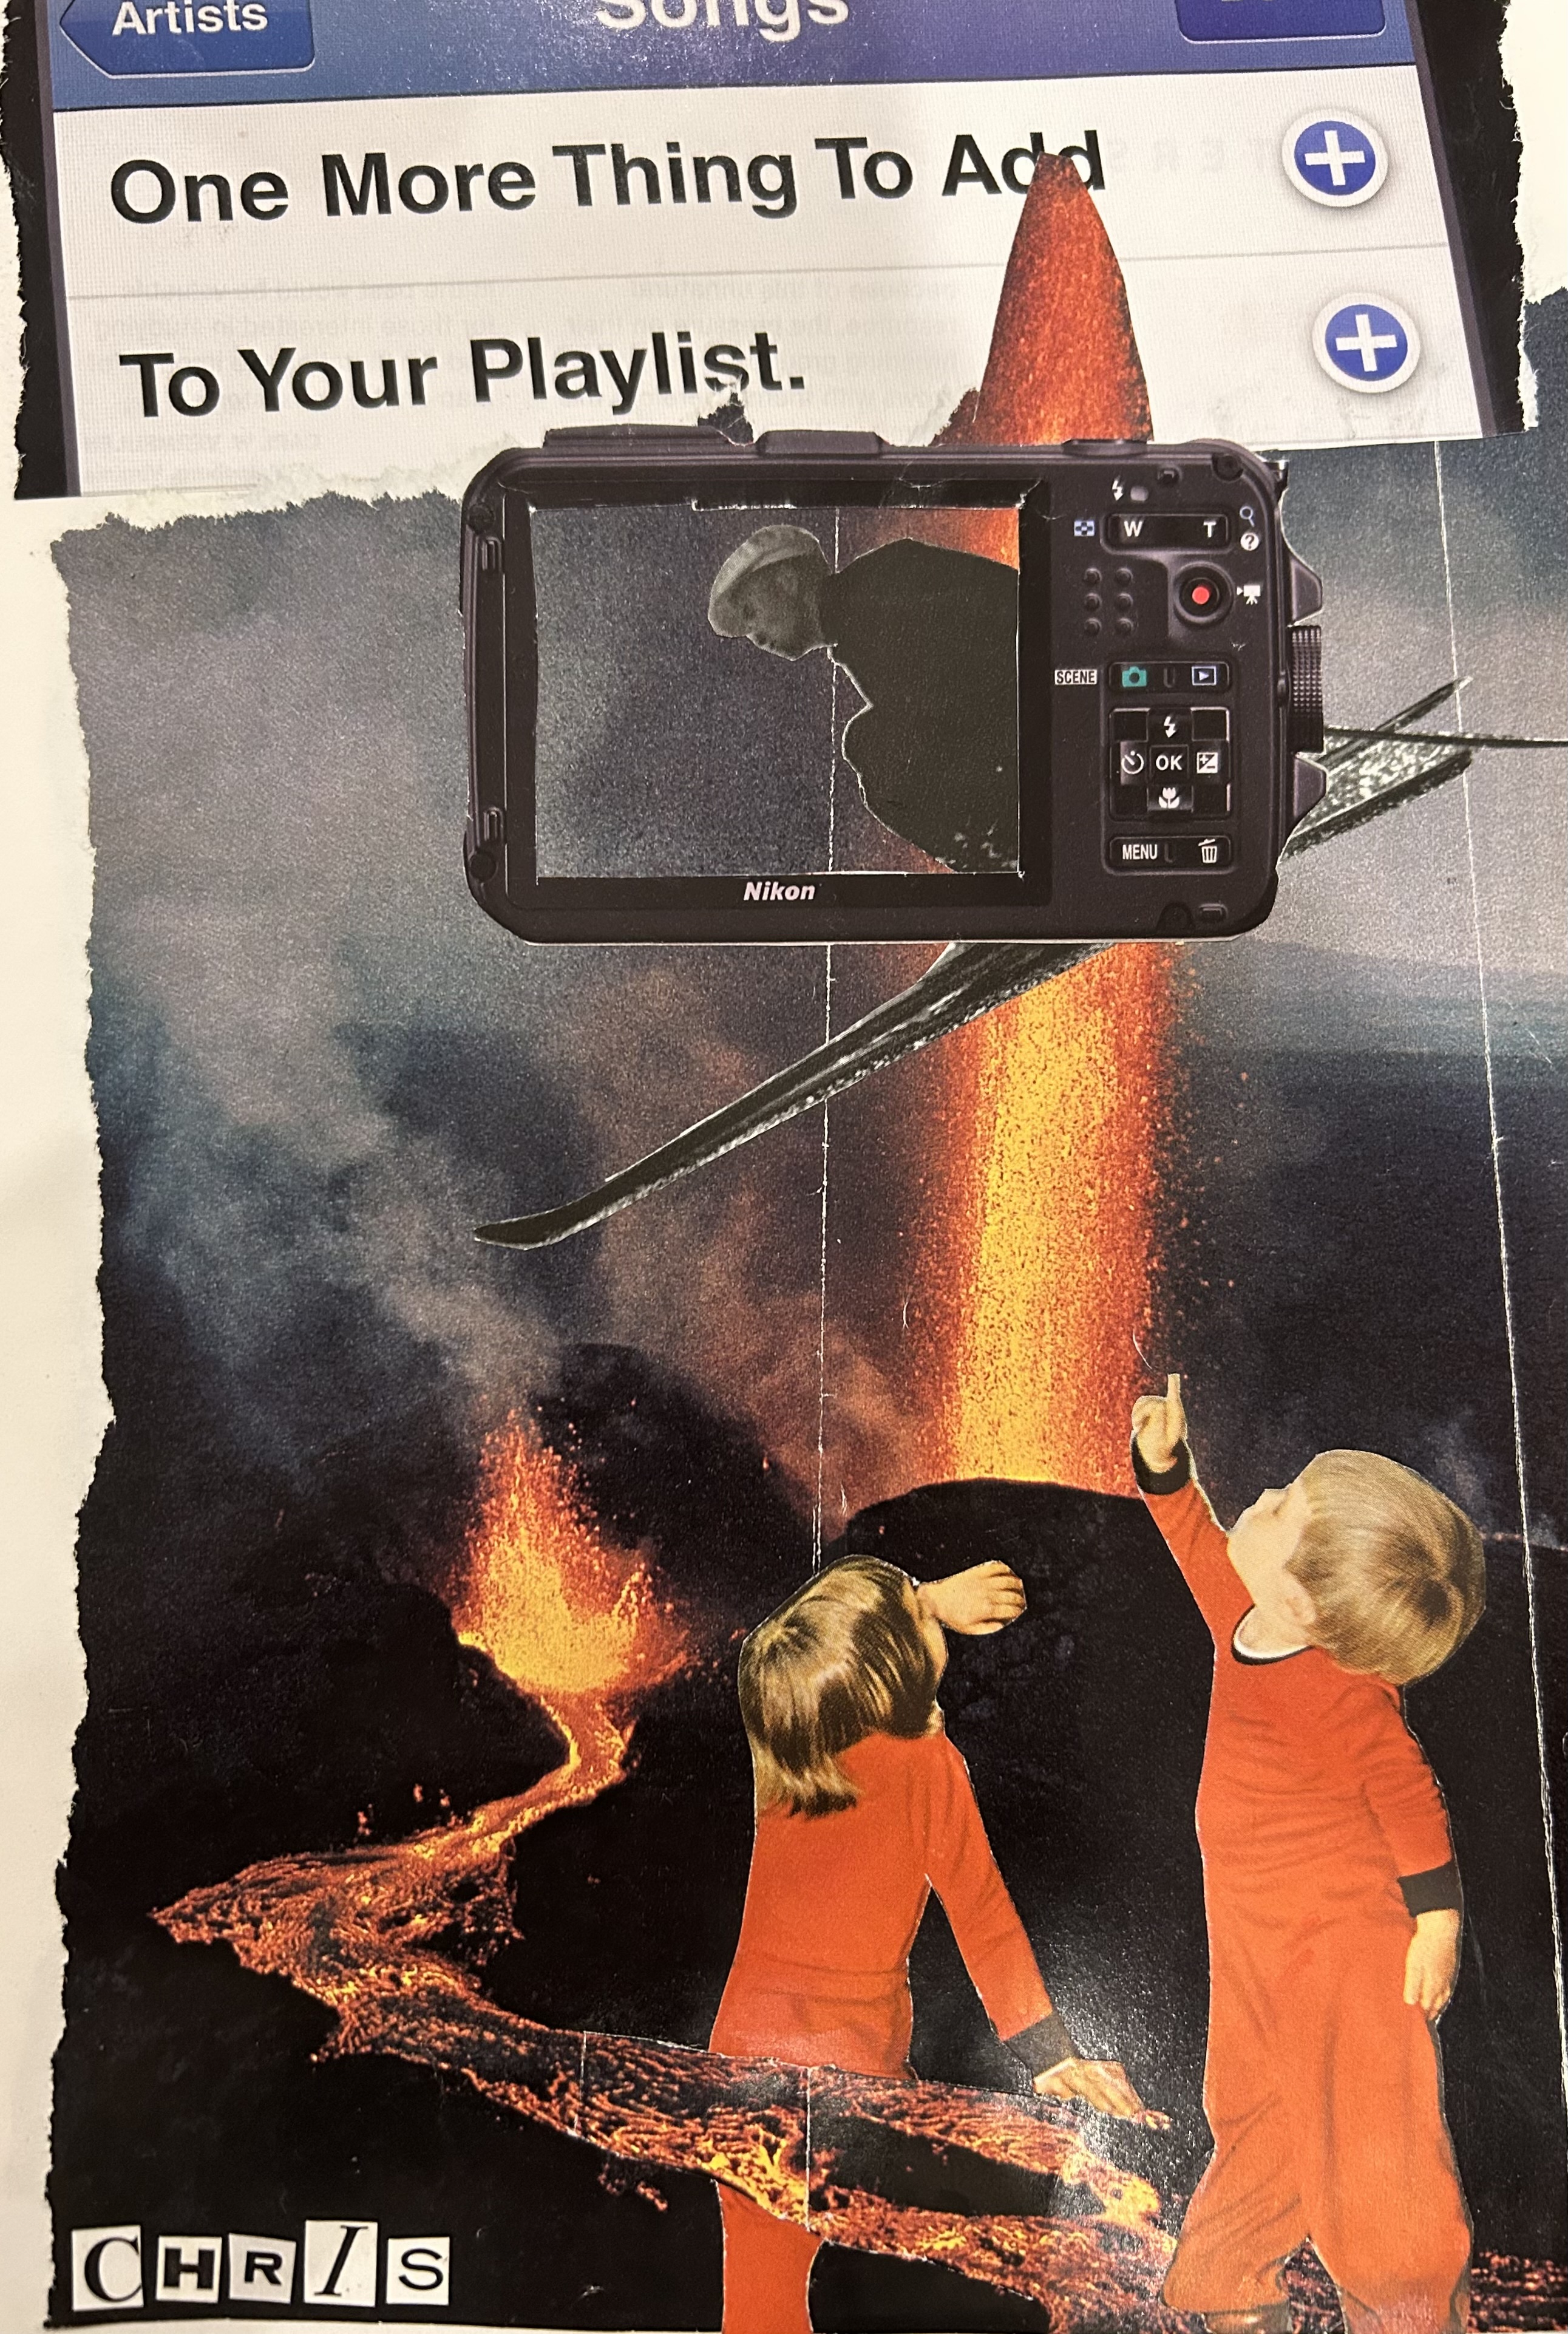 Artists
Songs
One More Thing To Add
To Your Playlist.
W T
?
SCENE
OK
MENU
Nikon
CHRIS